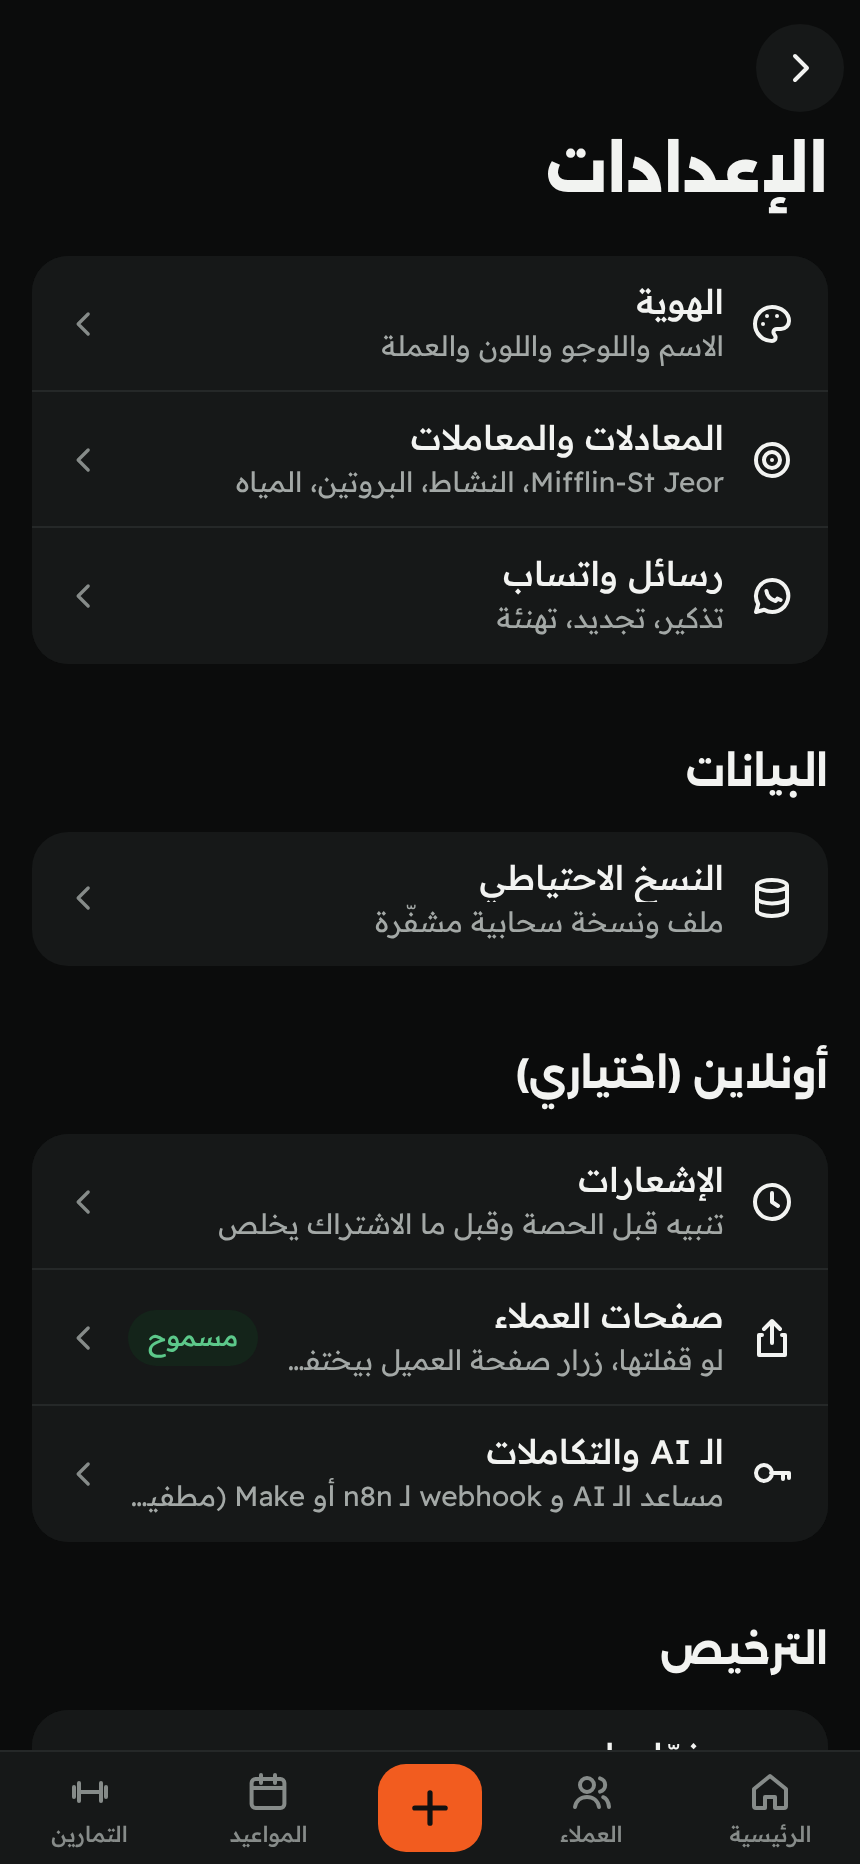 الإعدادات
الهوية
الاسم واللوجو واللون والعملة
المعادلات والمعاملات
Mifflin-St Jeor، النشاط، البروتين، المياه
رسائل واتساب
تذكير، تجديد، تهنئة
البيانات
النسخ الاحتياطي
ملف ونسخة سحابية مشفّرة
أونلاين (اختياري)
الإشعارات
تنبيه قبل الحصة وقبل ما الاشتراك يخلص
صفحات العملاء
لو قفلتها، زرار صفحة العميل بيختفـ...
مسموح
الـ AI والتكاملات
مساعد الـ AI و webhook لـ n8n أو Make (مطفيـ...
الترخيص
الرئيسية
العملاء
المواعيد
التمارين